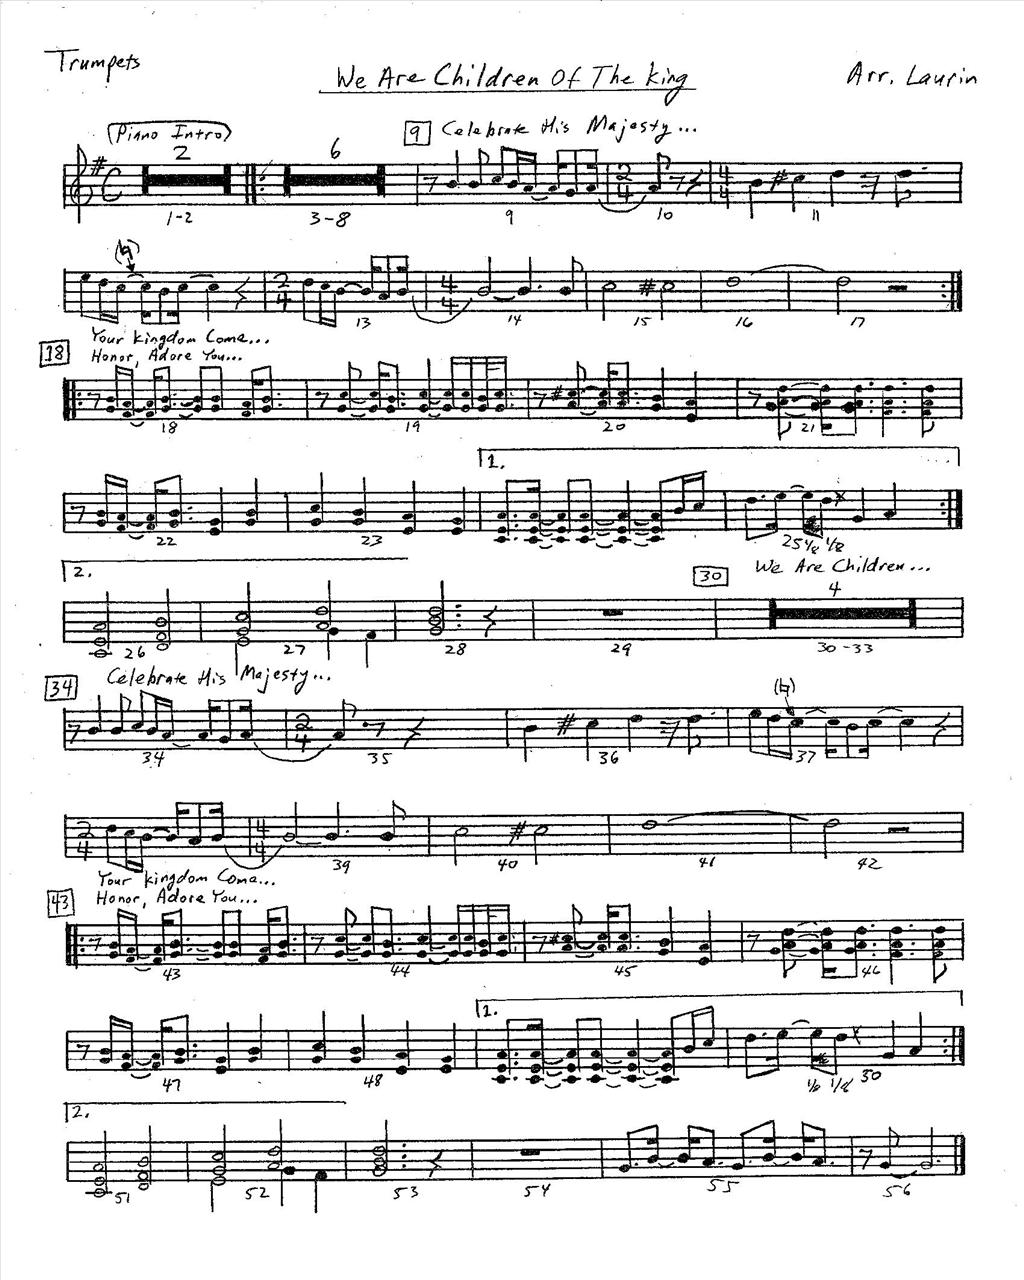 Trumpets
We Are Children Of The King
Arr. Laurin
(Piano Intro)
2
6
9 Celebrate His Majesty...
1-2 3-8 9 10 11
(♮)
13 14 15 16 17
18 Your Kingdom Come...
Honor, Adore You...
18 19 20 21
1.
22 23 25 1/8 1/8
2.
30 We Are Children...
4
26 27 28 29 30-33
34 Celebrate His Majesty...
(♮)
34 35 36 37
39 40 41 42
43 Your Kingdom Come...
Honor, Adore You...
43 44 45 46
1.
47 48 1/8 1/8 50
2.
51 52 53 54 55 56